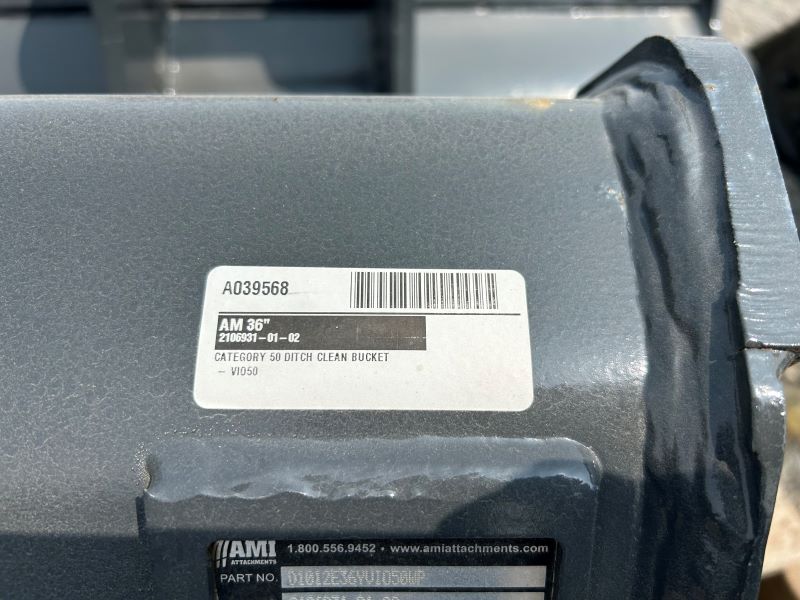 A039568
AM 36"
2106931-01-02
CATEGORY 50 DITCH CLEAN BUCKET
- VIO50
AMI 1.800.556.9452 • www.amiattachments.com
ATTACHMENTS
PART NO.